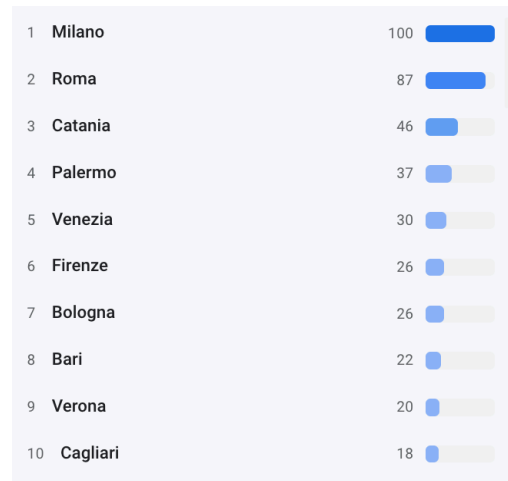 1 Milano 100
2 Roma 87
3 Catania 46
4 Palermo 37
5 Venezia 30
6 Firenze 26
7 Bologna 26
8 Bari 22
9 Verona 20
10 Cagliari 18